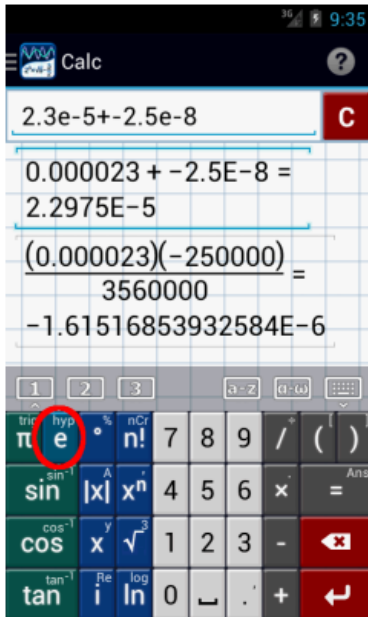 3G 9:35
Calc ?
2.3e-5+-2.5e-8 C
0.000023 + −2.5E−8 =
2.2975E−5
(0.000023)(−250000)
3560000
=
−1.61516853932584E−6
1 2 3 a-z α-ω
trig hyp % nCr ÷ [ ]
π e ° n! 7 8 9 / ( )
sin⁻¹ A Ans
sin |x| xⁿ 4 5 6 × =
cos⁻¹ y 3
cos x √ 1 2 3 -
tan⁻¹ Re log ,
tan i ln 0 . +